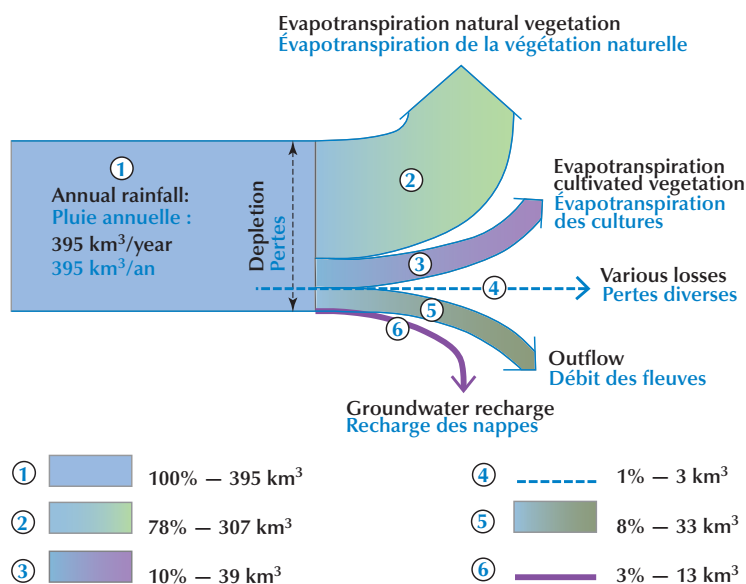 Evapotranspiration natural vegetation
Évapotranspiration de la végétation naturelle
1
Annual rainfall:
Pluie annuelle :
395 km³/year
395 km³/an
Depletion
Pertes
2
Evapotranspiration
cultivated vegetation
Évapotranspiration
des cultures
3
4
Various losses
Pertes diverses
5
6
Outflow
Débit des fleuves
Groundwater recharge
Recharge des nappes
1 100% — 395 km³
2 78% — 307 km³
3 10% — 39 km³
4 1% — 3 km³
5 8% — 33 km³
6 3% — 13 km³